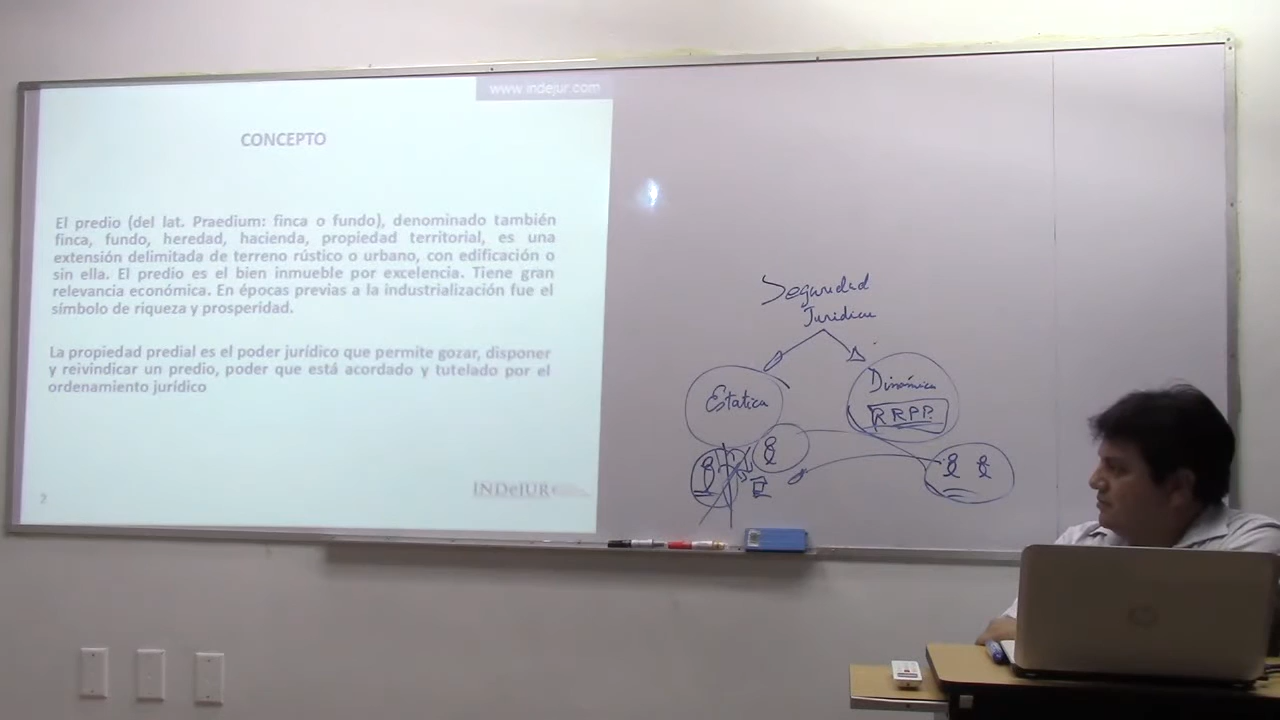 www.indejur.com
CONCEPTO
El predio (del lat. Praedium: finca o fundo), denominado también
finca, fundo, heredad, hacienda, propiedad territorial, es una
extensión delimitada de terreno rústico o urbano, con edificación o
sin ella. El predio es el bien inmueble por excelencia. Tiene gran
relevancia económica. En épocas previas a la industrialización fue el
símbolo de riqueza y prosperidad.
La propiedad predial es el poder jurídico que permite gozar, disponer
y reivindicar un predio, poder que está acordado y tutelado por el
ordenamiento jurídico
INDeJUR
2
Seguridad
Juridica
Estatica
Dinámica
RRPP.